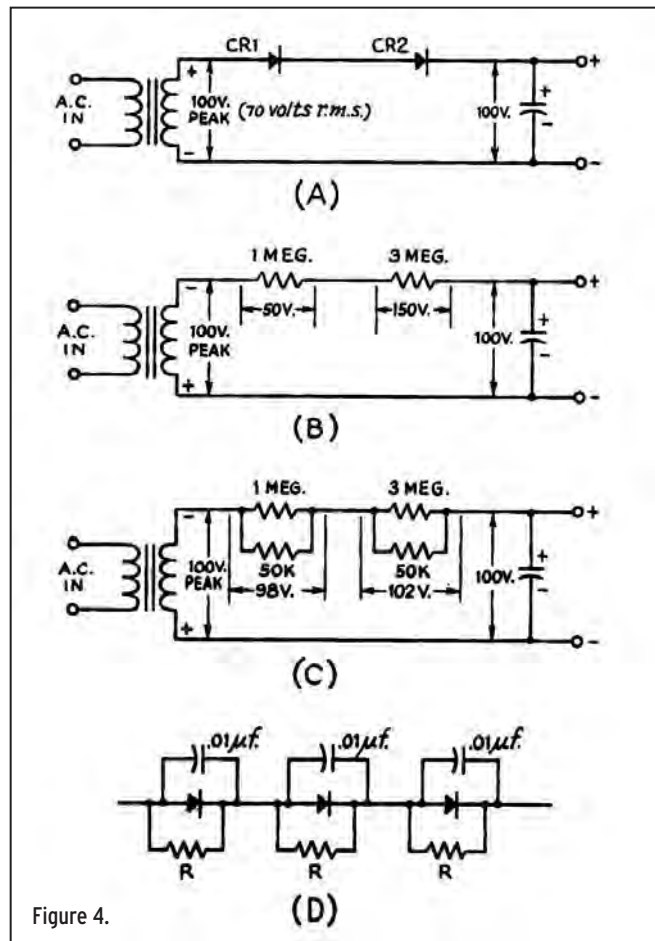 CR1 CR2
+ + +
A.C. IN 100V. PEAK (70 volts r.m.s.) 100V.
- - -
(A)
1 MEG. 3 MEG.
- + +
50V. 150V.
A.C. IN 100V. PEAK 100V.
+ - -
(B)
1 MEG. 3 MEG.
- + +
A.C. IN 100V. PEAK 50K 50K 100V.
98V. 102V.
+ - -
(C)
.01µf. .01µf. .01µf.
R R R
Figure 4. (D)